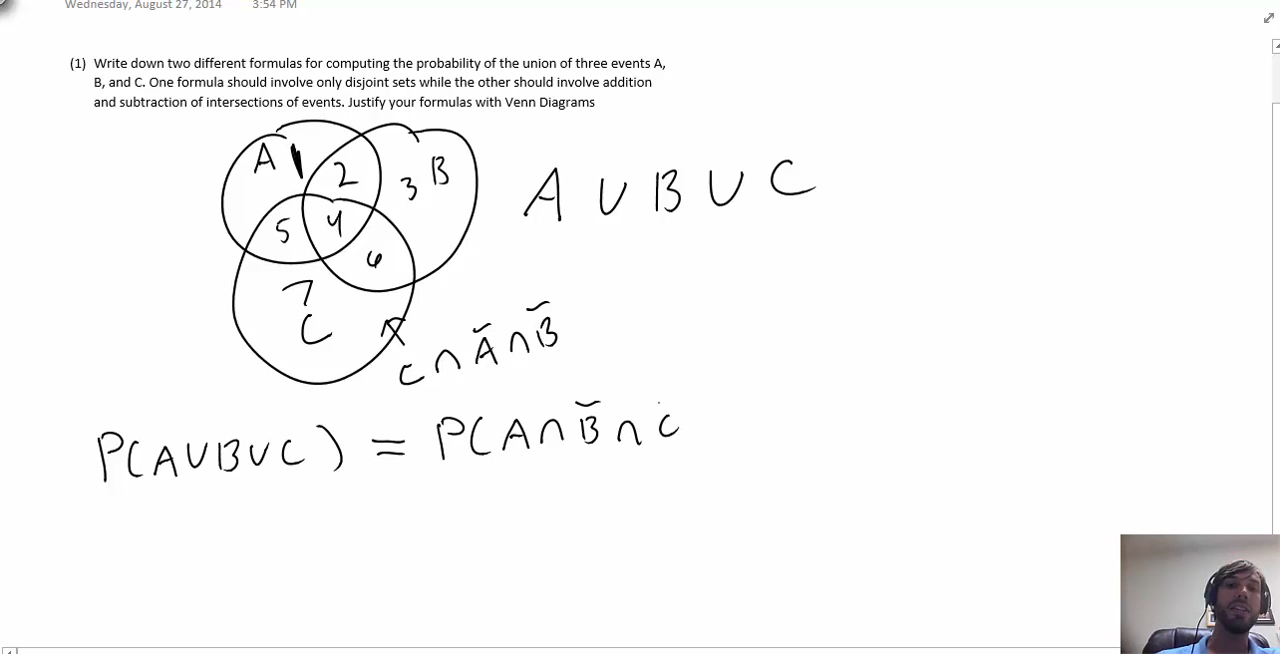 Wednesday, August 27, 2014 3:54 PM
(1) Write down two different formulas for computing the probability of the union of three events A,
B, and C. One formula should involve only disjoint sets while the other should involve addition
and subtraction of intersections of events. Justify your formulas with Venn Diagrams
A 1 2 3 B
5 4
6
7
C
A ∪ B ∪ C
C ∩ A̅ ∩ B̅
P(A∪B∪C) = P(A∩B̅∩C